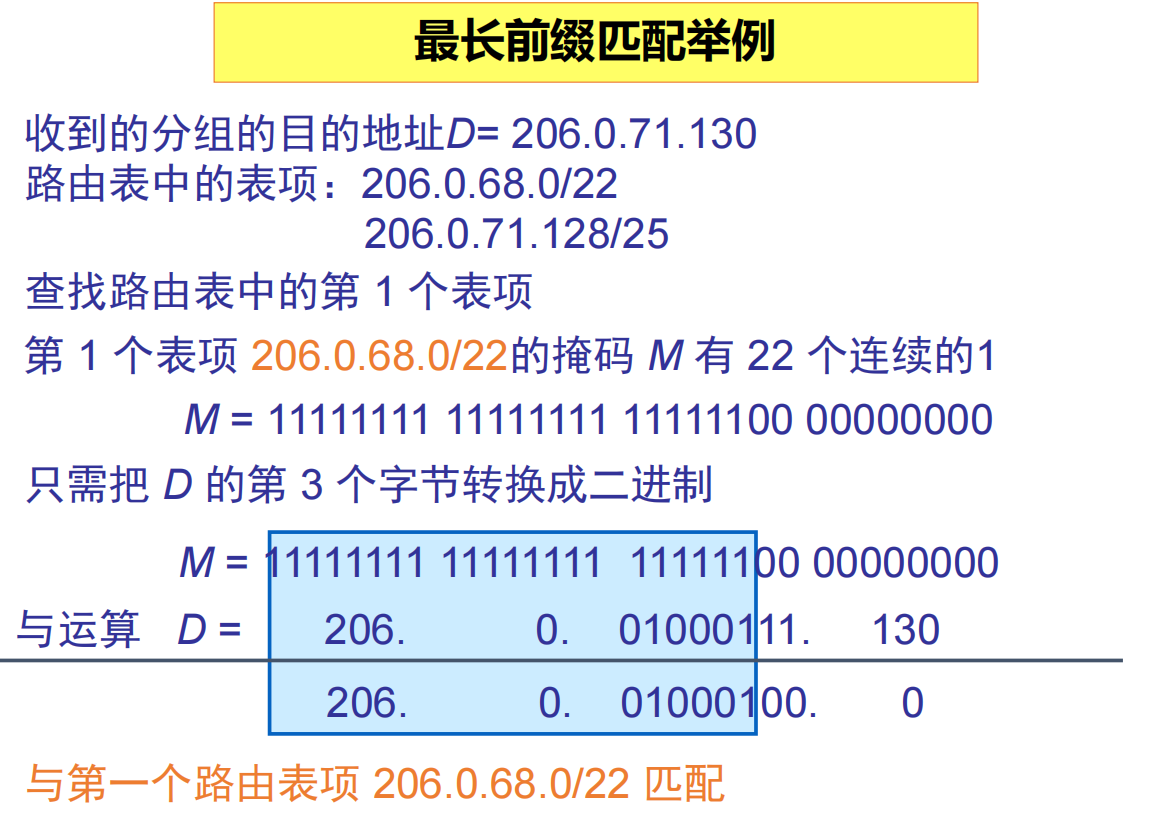 最长前缀匹配举例
收到的分组的目的地址D= 206.0.71.130
路由表中的表项：206.0.68.0/22
206.0.71.128/25
查找路由表中的第 1 个表项
第 1 个表项 206.0.68.0/22的掩码 M 有 22 个连续的1
M = 11111111 11111111 11111100 00000000
只需把 D 的第 3 个字节转换成二进制
M = 11111111 11111111 11111100 00000000
与运算 D = 206. 0. 01000111. 130
206. 0. 01000100. 0
与第一个路由表项 206.0.68.0/22 匹配